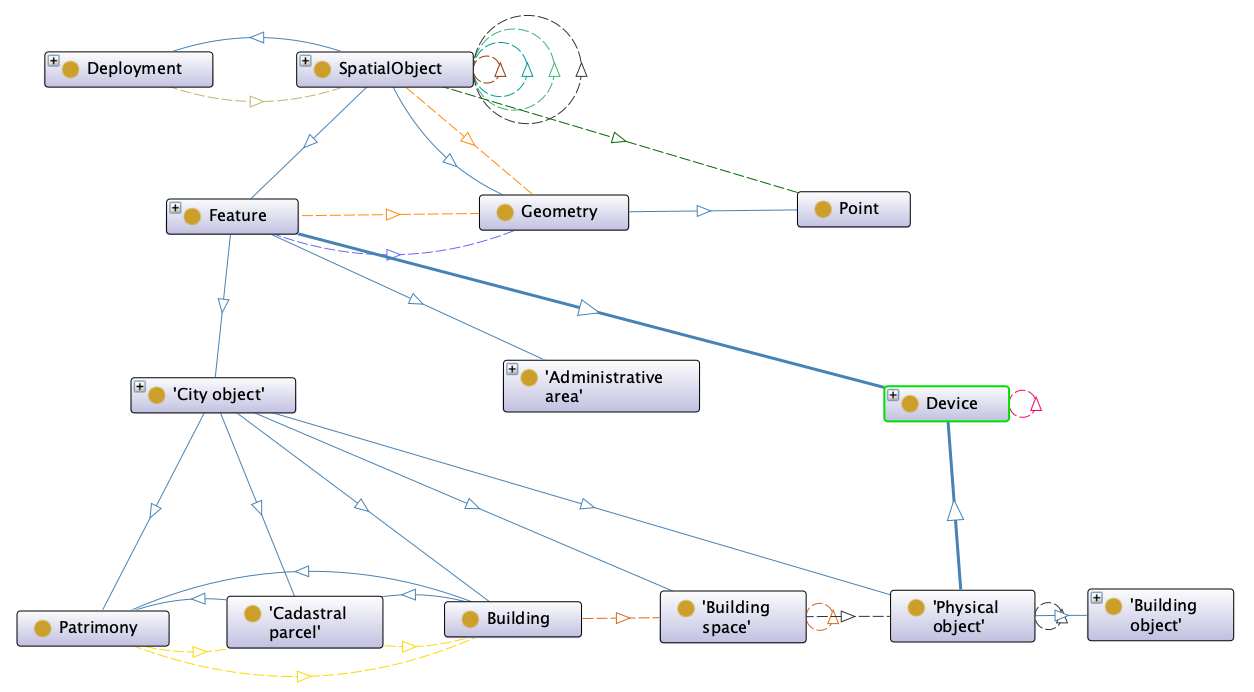 Deployment
SpatialObject
Feature
Geometry
Point
'City object'
'Administrative
area'
Device
Patrimony
'Cadastral
parcel'
Building
'Building
space'
'Physical
object'
'Building
object'